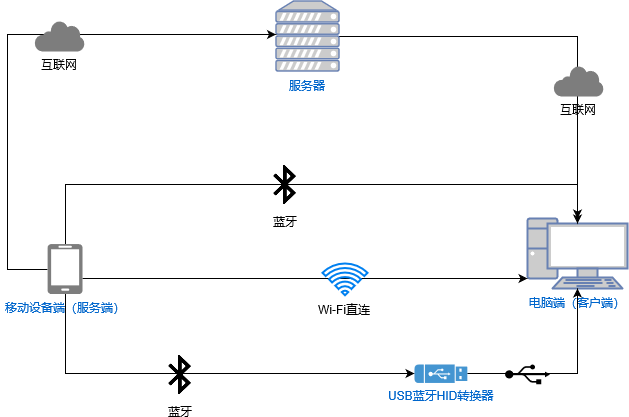 互联网
服务器
互联网
蓝牙
移动设备端（服务端）
Wi-Fi直连
电脑端（客户端）
USB蓝牙HID转换器
蓝牙